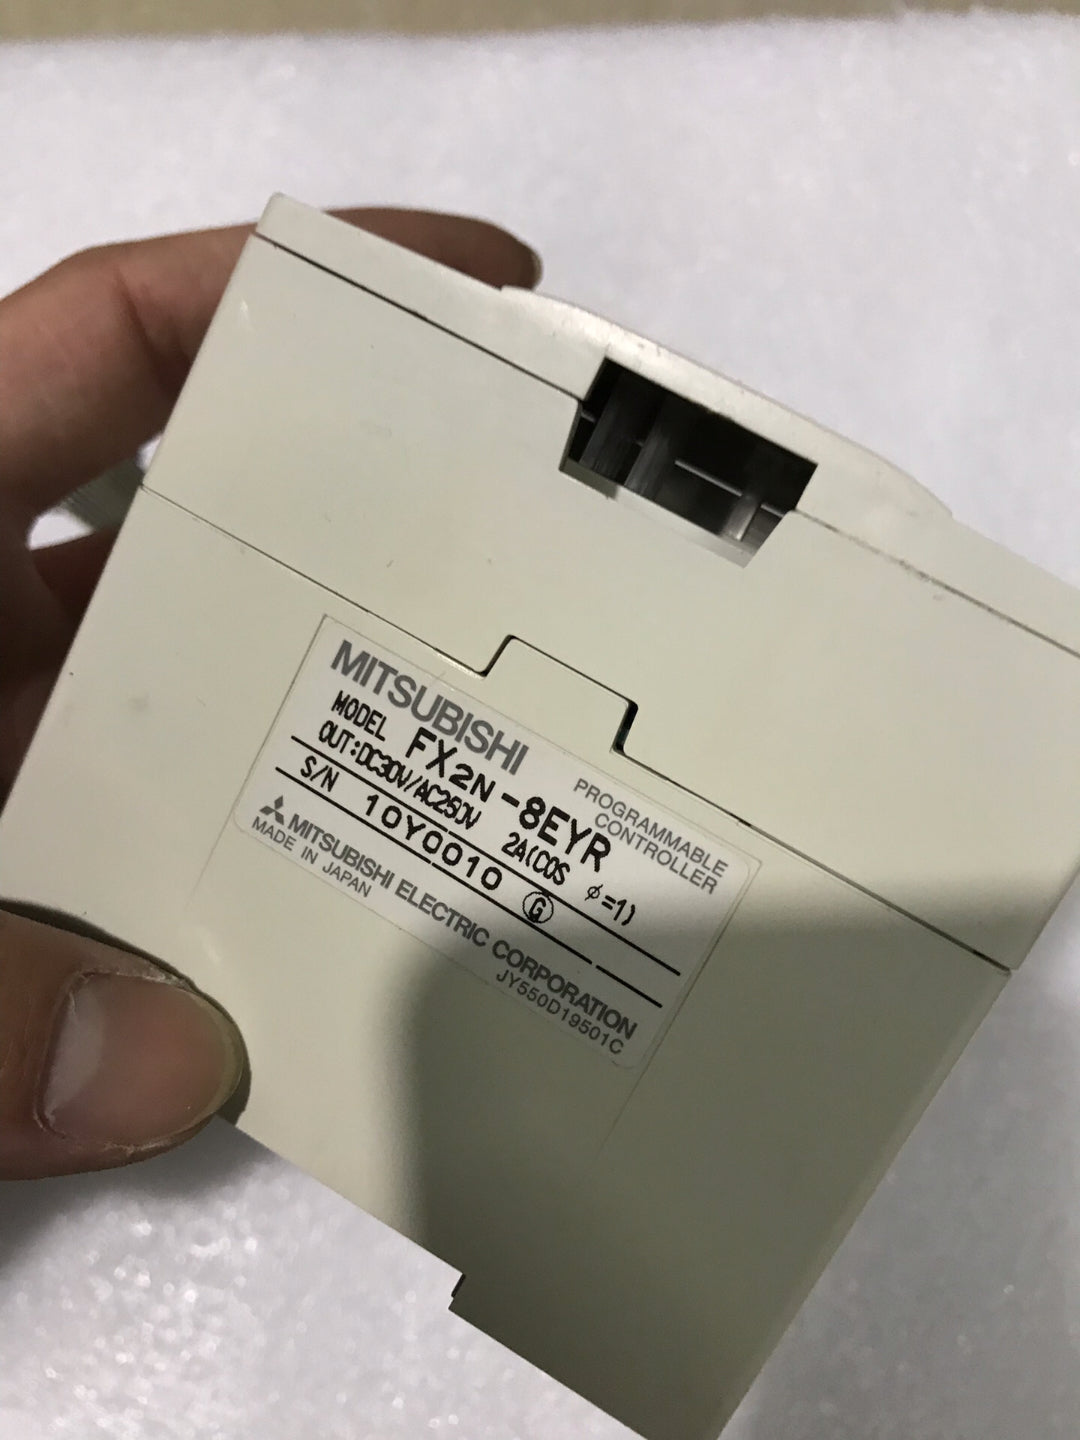 MITSUBISHI
PROGRAMMABLE
CONTROLLER
MODEL FX2N-8EYR
OUT:DC30V/AC250V 2A(COS φ=1)
S/N 10Y0010 G
MITSUBISHI ELECTRIC CORPORATION
MADE IN JAPAN
JY550D19501C